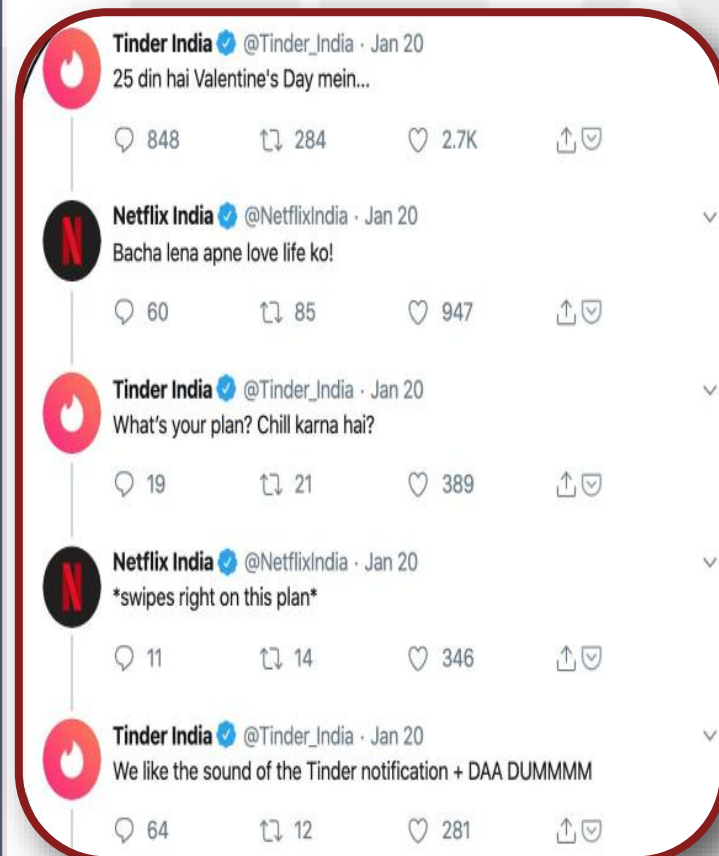 Tinder India @Tinder_India · Jan 20
25 din hai Valentine's Day mein...
848 284 2.7K
Netflix India @NetflixIndia · Jan 20
Bacha lena apne love life ko!
60 85 947
Tinder India @Tinder_India · Jan 20
What's your plan? Chill karna hai?
19 21 389
Netflix India @NetflixIndia · Jan 20
*swipes right on this plan*
11 14 346
Tinder India @Tinder_India · Jan 20
We like the sound of the Tinder notification + DAA DUMMMM
64 12 281